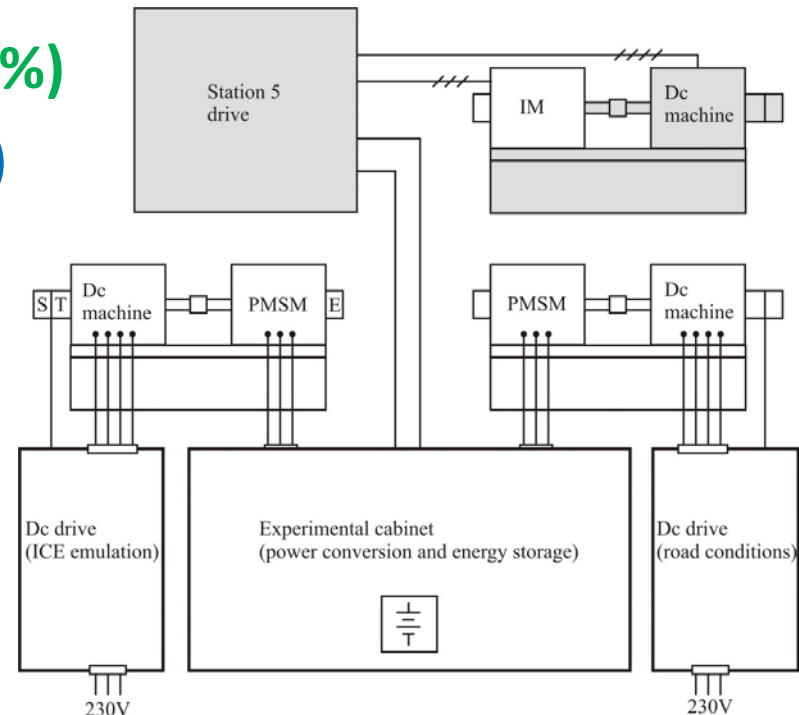 %)
)
Station 5
drive
IM
Dc
machine
S T
Dc
machine
PMSM
E
PMSM
Dc
machine
Dc drive
(ICE emulation)
Experimental cabinet
(power conversion and energy storage)
Dc drive
(road conditions)
230V
230V